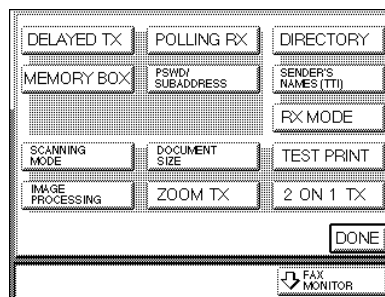 DELAYED TX POLLING RX DIRECTORY
MEMORY BOX PSWD/
SUBADDRESS SENDER'S
NAMES (TTI)
RX MODE
SCANNING
MODE DOCUMENT
SIZE TEST PRINT
IMAGE
PROCESSING ZOOM TX 2 ON 1 TX
DONE
FAX
MONITOR